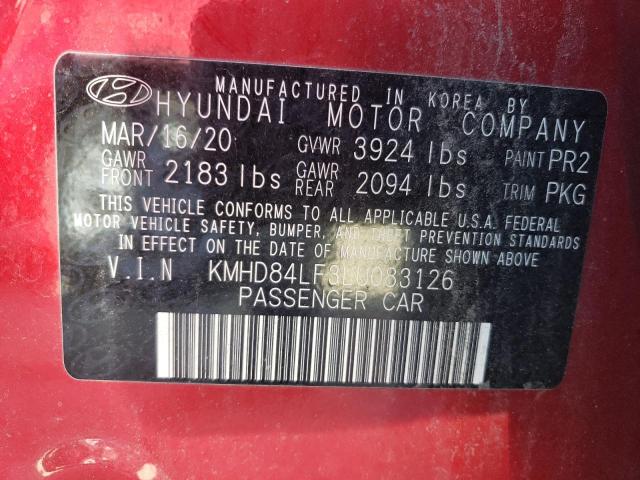 MANUFACTURED IN KOREA BY
HYUNDAI MOTOR COMPANY
MAR/16/20 GVWR 3924 lbs PAINT PR2
GAWR FRONT 2183 lbs GAWR REAR 2094 lbs TRIM PKG
THIS VEHICLE CONFORMS TO ALL APPLICABLE U.S.A. FEDERAL
MOTOR VEHICLE SAFETY, BUMPER, AND THEFT PREVENTION STANDARDS
IN EFFECT ON THE DATE OF MANUFACTURE SHOWN ABOVE
V.I.N KMHD84LF3LU083126
PASSENGER CAR